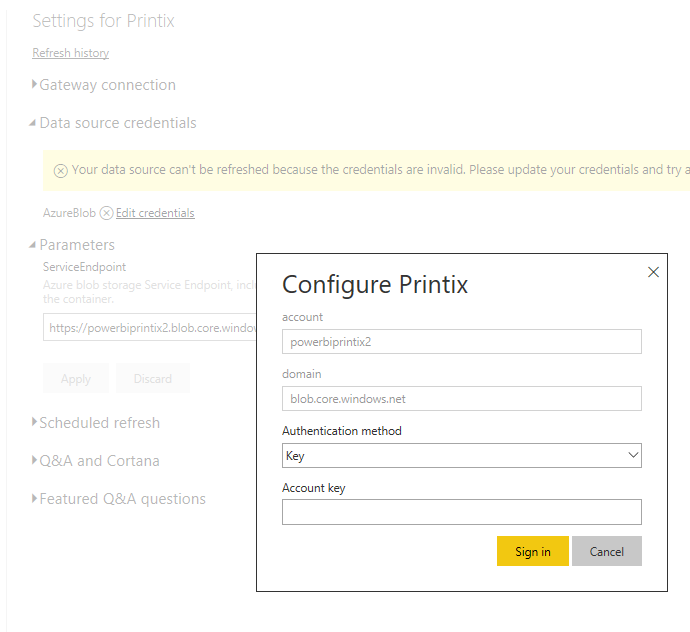 Settings for Printix
Refresh history
Gateway connection
Data source credentials
Your data source can't be refreshed because the credentials are invalid. Please update your credentials and try a
AzureBlob Edit credentials
Parameters
ServiceEndpoint
Azure blob storage Service Endpoint, inclu
the container.
https://powerbiprintix2.blob.core.window
Apply Discard
Scheduled refresh
Q&A and Cortana
Featured Q&A questions
Configure Printix
account
powerbiprintix2
domain
blob.core.windows.net
Authentication method
Key
Account key
Sign in Cancel